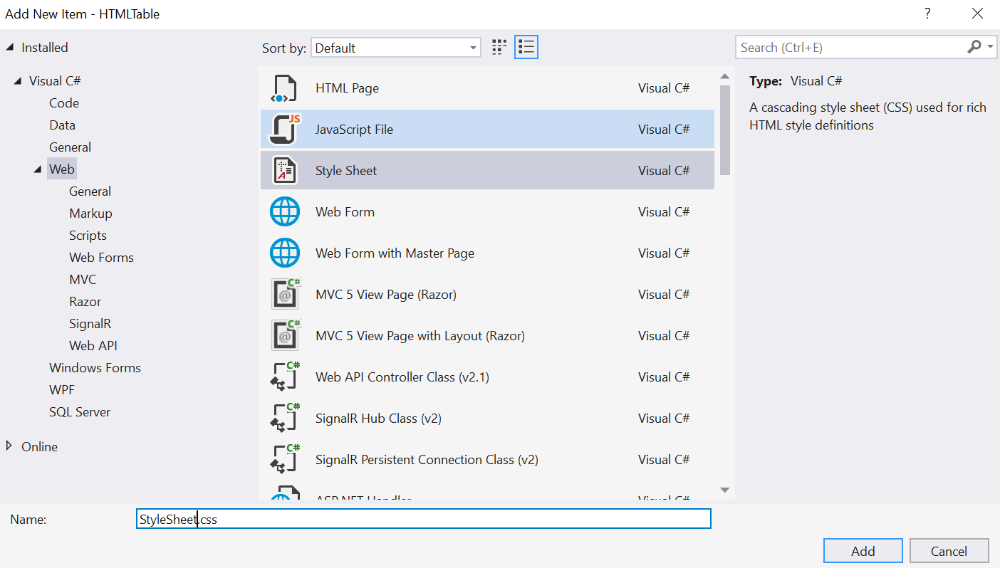 Add New Item - HTMLTable
?
Installed
Visual C#
Code
Data
General
Web
General
Markup
Scripts
Web Forms
MVC
Razor
SignalR
Web API
Windows Forms
WPF
SQL Server
Online
Sort by: Default
HTML Page Visual C#
JS
JavaScript File Visual C#
A
Style Sheet Visual C#
Web Form Visual C#
Web Form with Master Page Visual C#
C#
@
MVC 5 View Page (Razor) Visual C#
C#
@
MVC 5 View Page with Layout (Razor) Visual C#
C#
Web API Controller Class (v2.1) Visual C#
C#
SignalR Hub Class (v2) Visual C#
C#
SignalR Persistent Connection Class (v2) Visual C#
ASP.NET Handler Visual C#
Search (Ctrl+E)
Type: Visual C#
A cascading style sheet (CSS) used for rich
HTML style definitions
Name: StyleSheet.css
Add Cancel